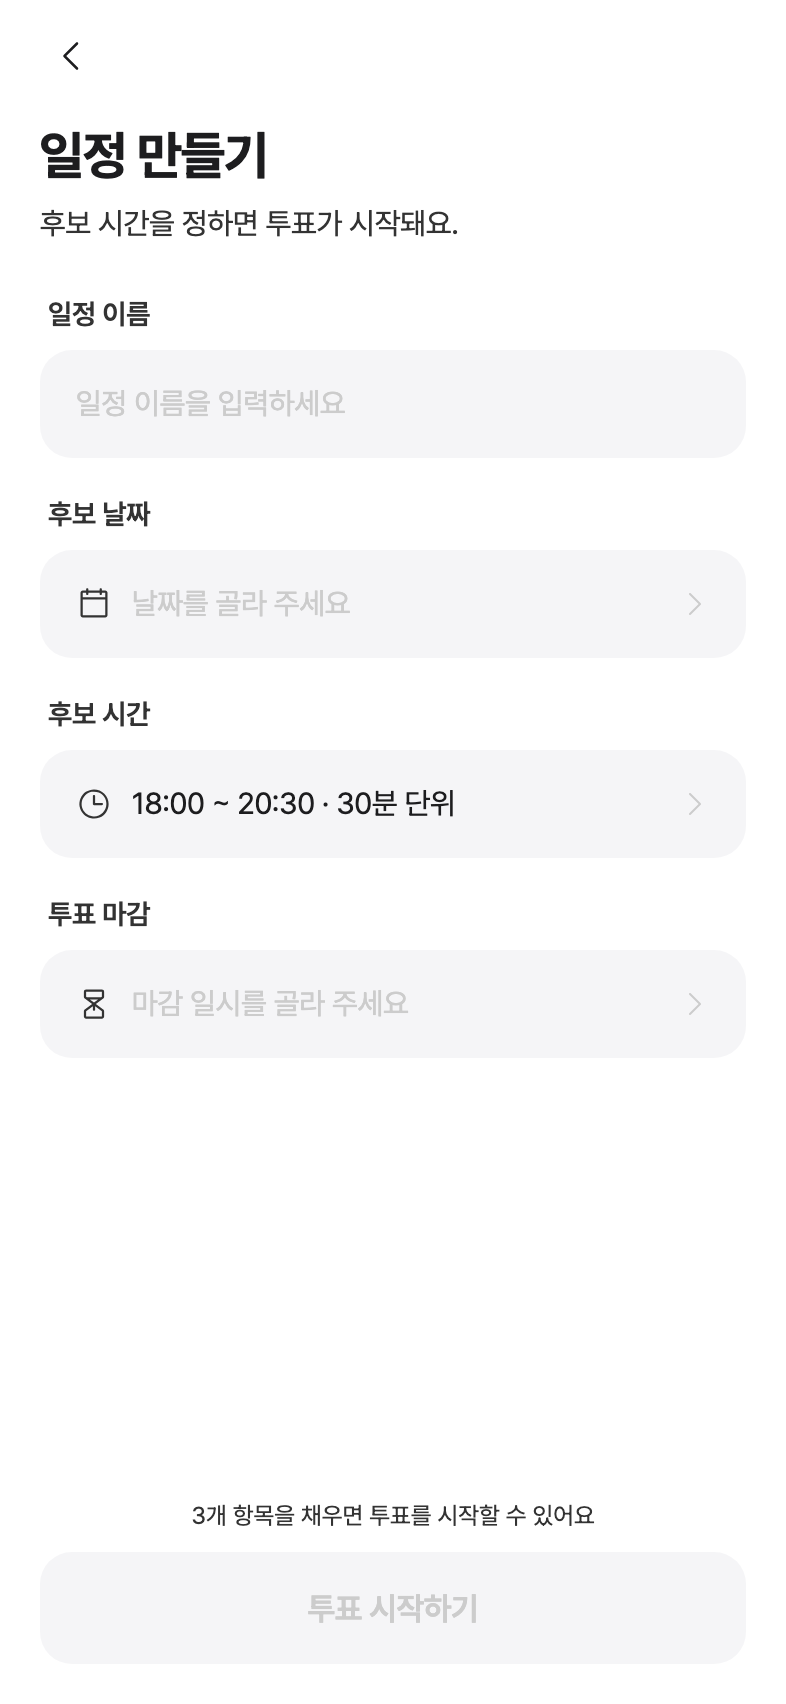 일정 만들기
후보 시간을 정하면 투표가 시작돼요.
일정 이름
일정 이름을 입력하세요
후보 날짜
날짜를 골라 주세요
후보 시간
18:00 ~ 20:30 · 30분 단위
투표 마감
마감 일시를 골라 주세요
3개 항목을 채우면 투표를 시작할 수 있어요
투표 시작하기